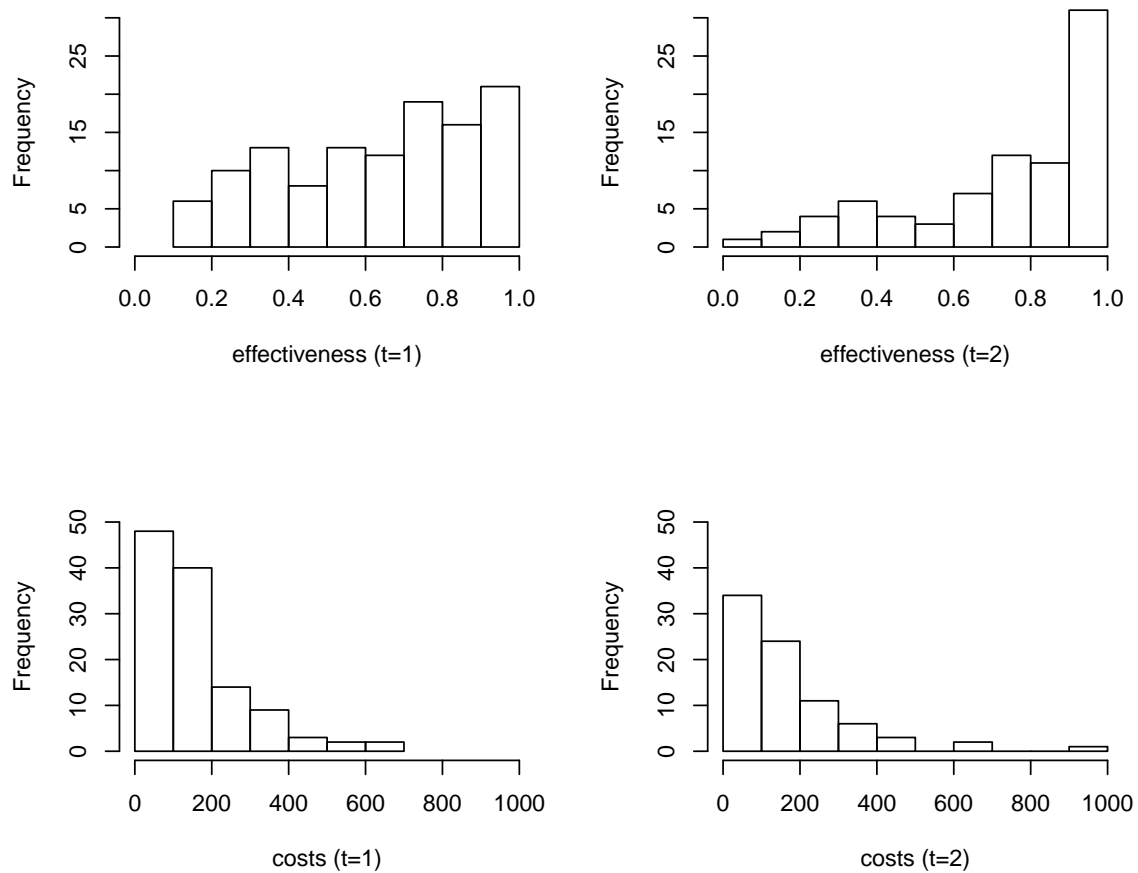 Frequency
0 5 15 25
0.0 0.2 0.4 0.6 0.8 1.0
effectiveness (t=1)
Frequency
0 5 15 25
0.0 0.2 0.4 0.6 0.8 1.0
effectiveness (t=2)
Frequency
0 10 20 30 40 50
0 200 400 600 800 1000
costs (t=1)
Frequency
0 10 20 30 40 50
0 200 400 600 800 1000
costs (t=2)